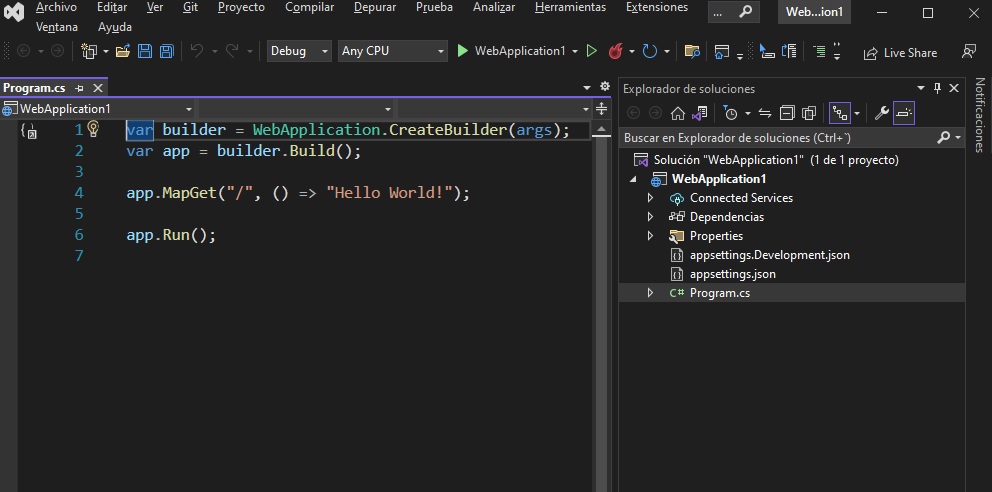 Archivo Editar Ver Git Proyecto Compilar Depurar Prueba Analizar Herramientas Extensiones ... Web...ion1
Ventana Ayuda
Debug Any CPU WebApplication1 Live Share
Program.cs
WebApplication1
1 var builder = WebApplication.CreateBuilder(args);
2 var app = builder.Build();
3
4 app.MapGet("/", () => "Hello World!");
5
6 app.Run();
7
Explorador de soluciones
Buscar en Explorador de soluciones (Ctrl+¨)
Solución "WebApplication1" (1 de 1 proyecto)
WebApplication1
Connected Services
Dependencias
Properties
appsettings.Development.json
appsettings.json
C# Program.cs
Notificaciones